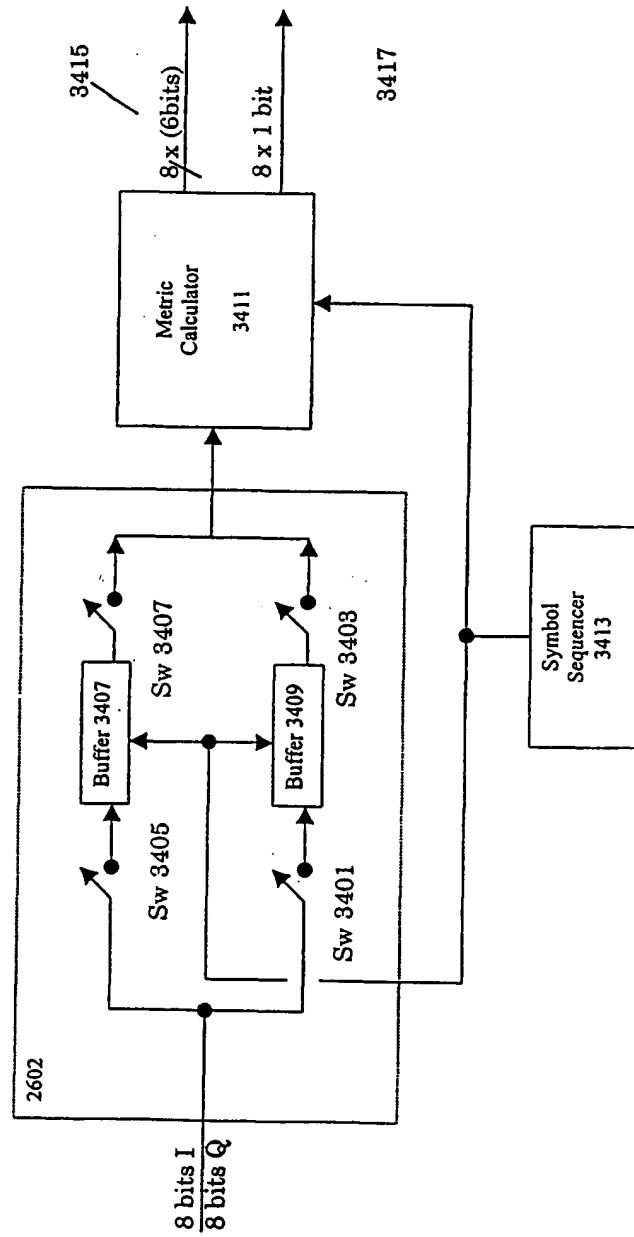 8 bits I
8 bits Q
2602
Sw 3405
Buffer 3407
Sw 3407
Sw 3401
Buffer 3409
Sw 3403
Metric
Calculator
3411
3415
8 x (6bits)
8 x 1 bit
3417
Symbol
Sequencer
3413